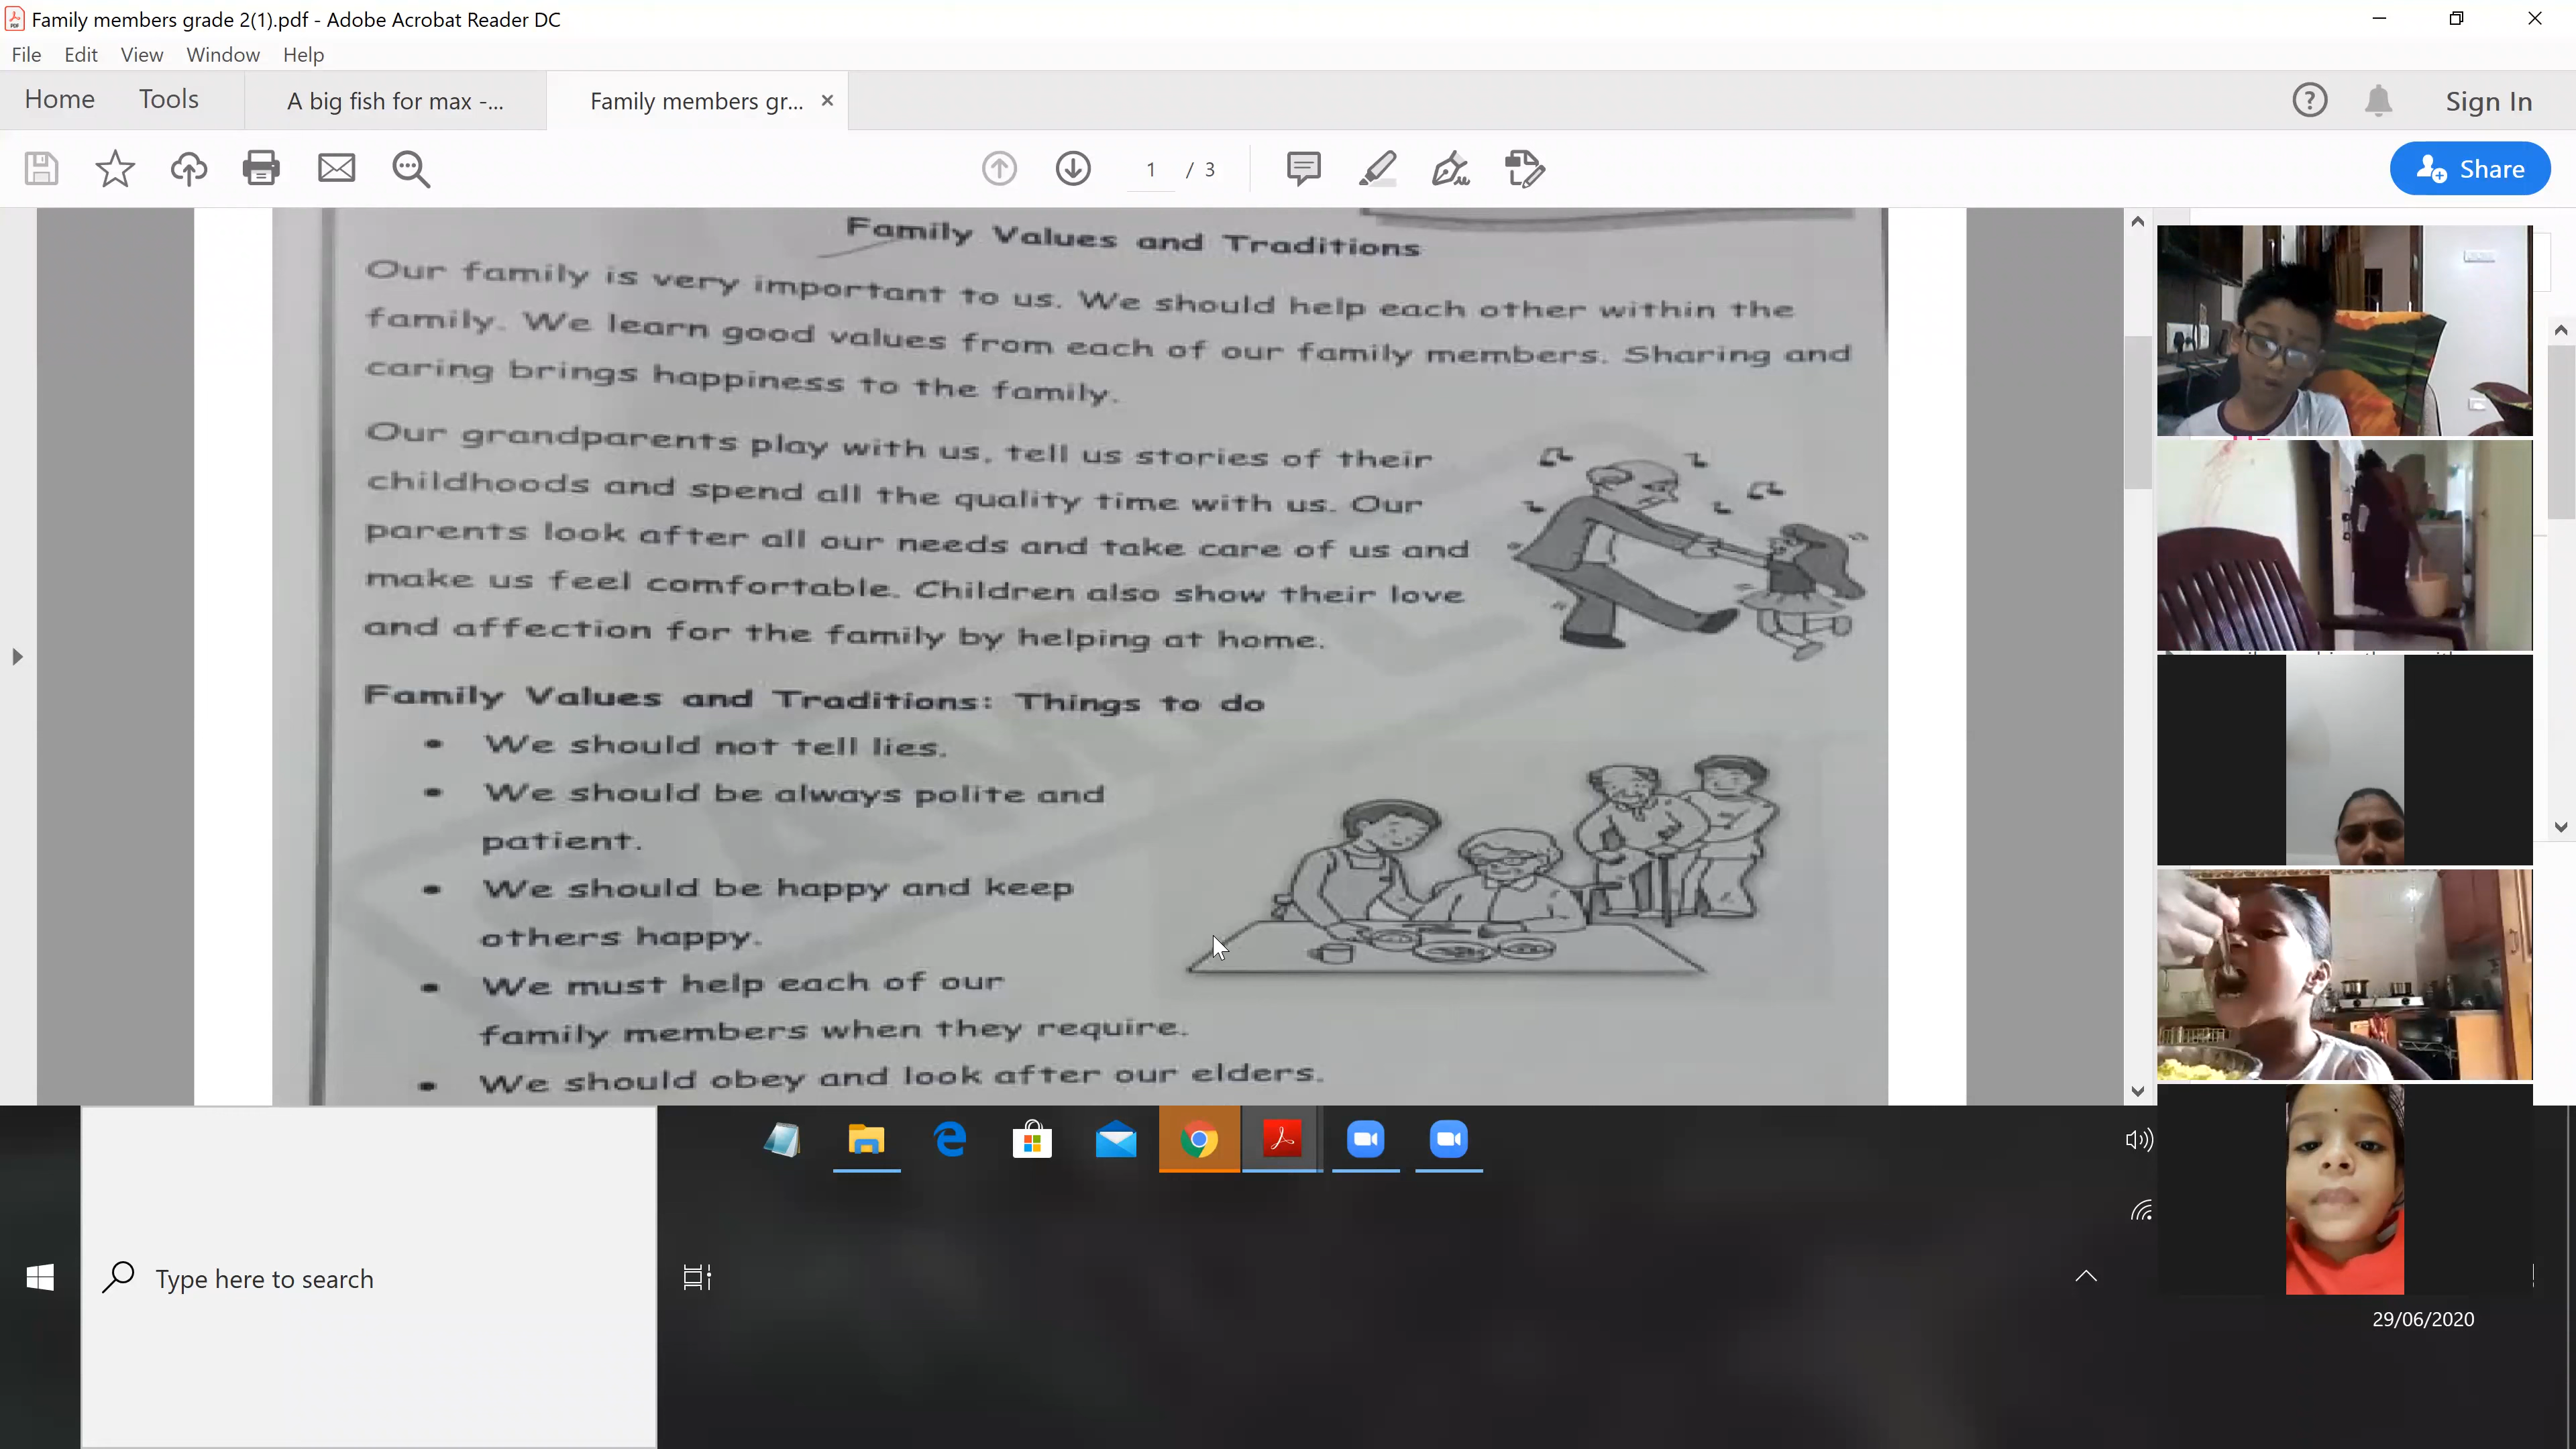 Family members grade 2(1).pdf - Adobe Acrobat Reader DC
File Edit View Window Help
Home Tools A big fish for max -... Family members gr... × Sign In
1 / 3 Share
Family Values and Traditions
Our family is very important to us. We should help each other within the
family. We learn good values from each of our family members. Sharing and
caring brings happiness to the family.
Our grandparents play with us, tell us stories of their
childhoods and spend all the quality time with us. Our
parents look after all our needs and take care of us and
make us feel comfortable. Children also show their love
and affection for the family by helping at home.
Family Values and Traditions: Things to do
• We should not tell lies.
• We should be always polite and
patient.
• We should be happy and keep
others happy.
• We must help each of our
family members when they require.
• We should obey and look after our elders.
SAMPLE
Type here to search
29/06/2020